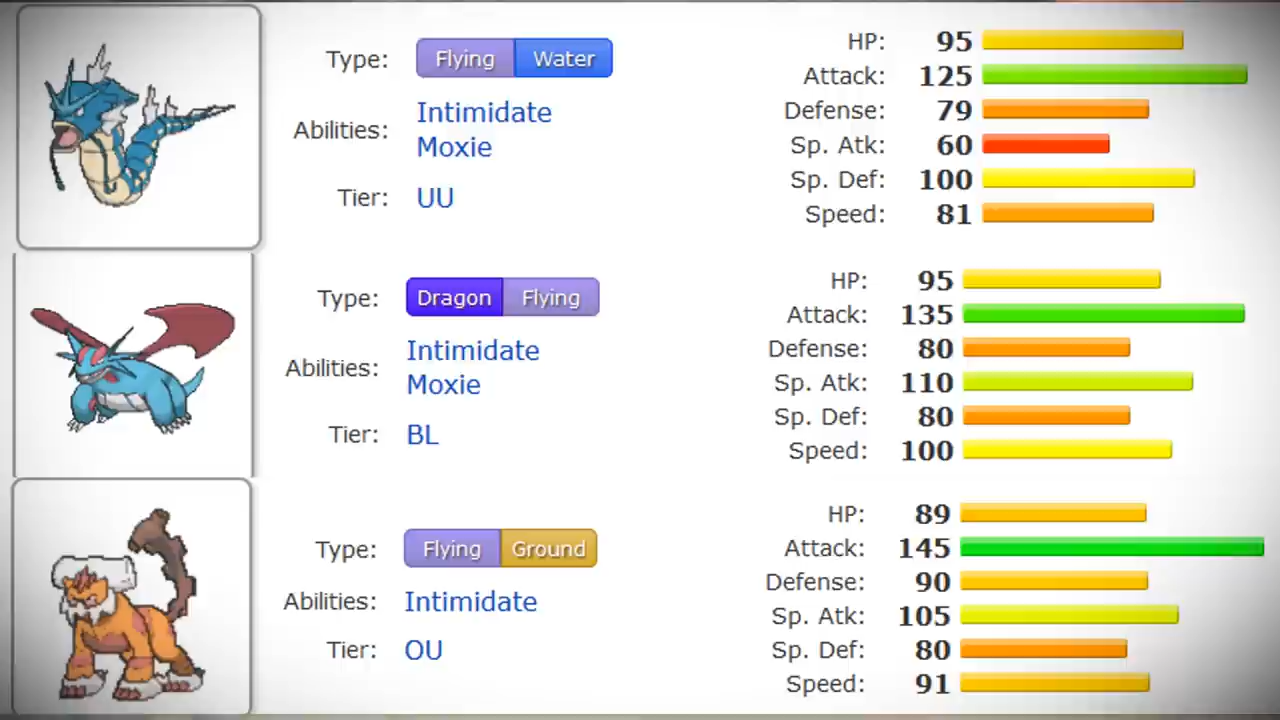 Type: Flying Water
Abilities: Intimidate
Moxie
Tier: UU
HP: 95
Attack: 125
Defense: 79
Sp. Atk: 60
Sp. Def: 100
Speed: 81
Type: Dragon Flying
Abilities: Intimidate
Moxie
Tier: BL
HP: 95
Attack: 135
Defense: 80
Sp. Atk: 110
Sp. Def: 80
Speed: 100
Type: Flying Ground
Abilities: Intimidate
Tier: OU
HP: 89
Attack: 145
Defense: 90
Sp. Atk: 105
Sp. Def: 80
Speed: 91